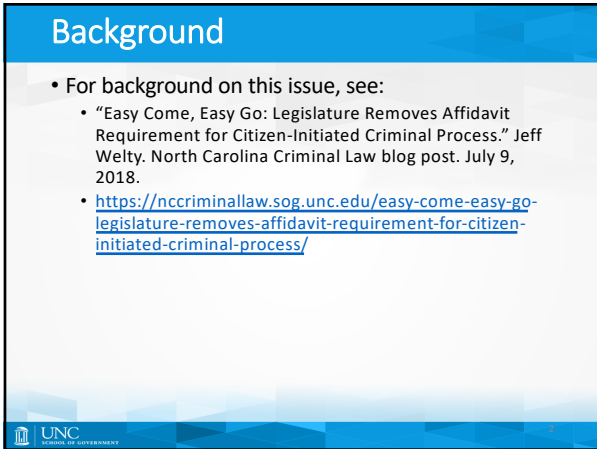 Background
• For background on this issue, see:
• “Easy Come, Easy Go: Legislature Removes Affidavit
Requirement for Citizen-Initiated Criminal Process.” Jeff
Welty. North Carolina Criminal Law blog post. July 9,
2018.
• https://nccriminallaw.sog.unc.edu/easy-come-easy-go-
legislature-removes-affidavit-requirement-for-citizen-
initiated-criminal-process/
2
UNC
SCHOOL OF GOVERNMENT